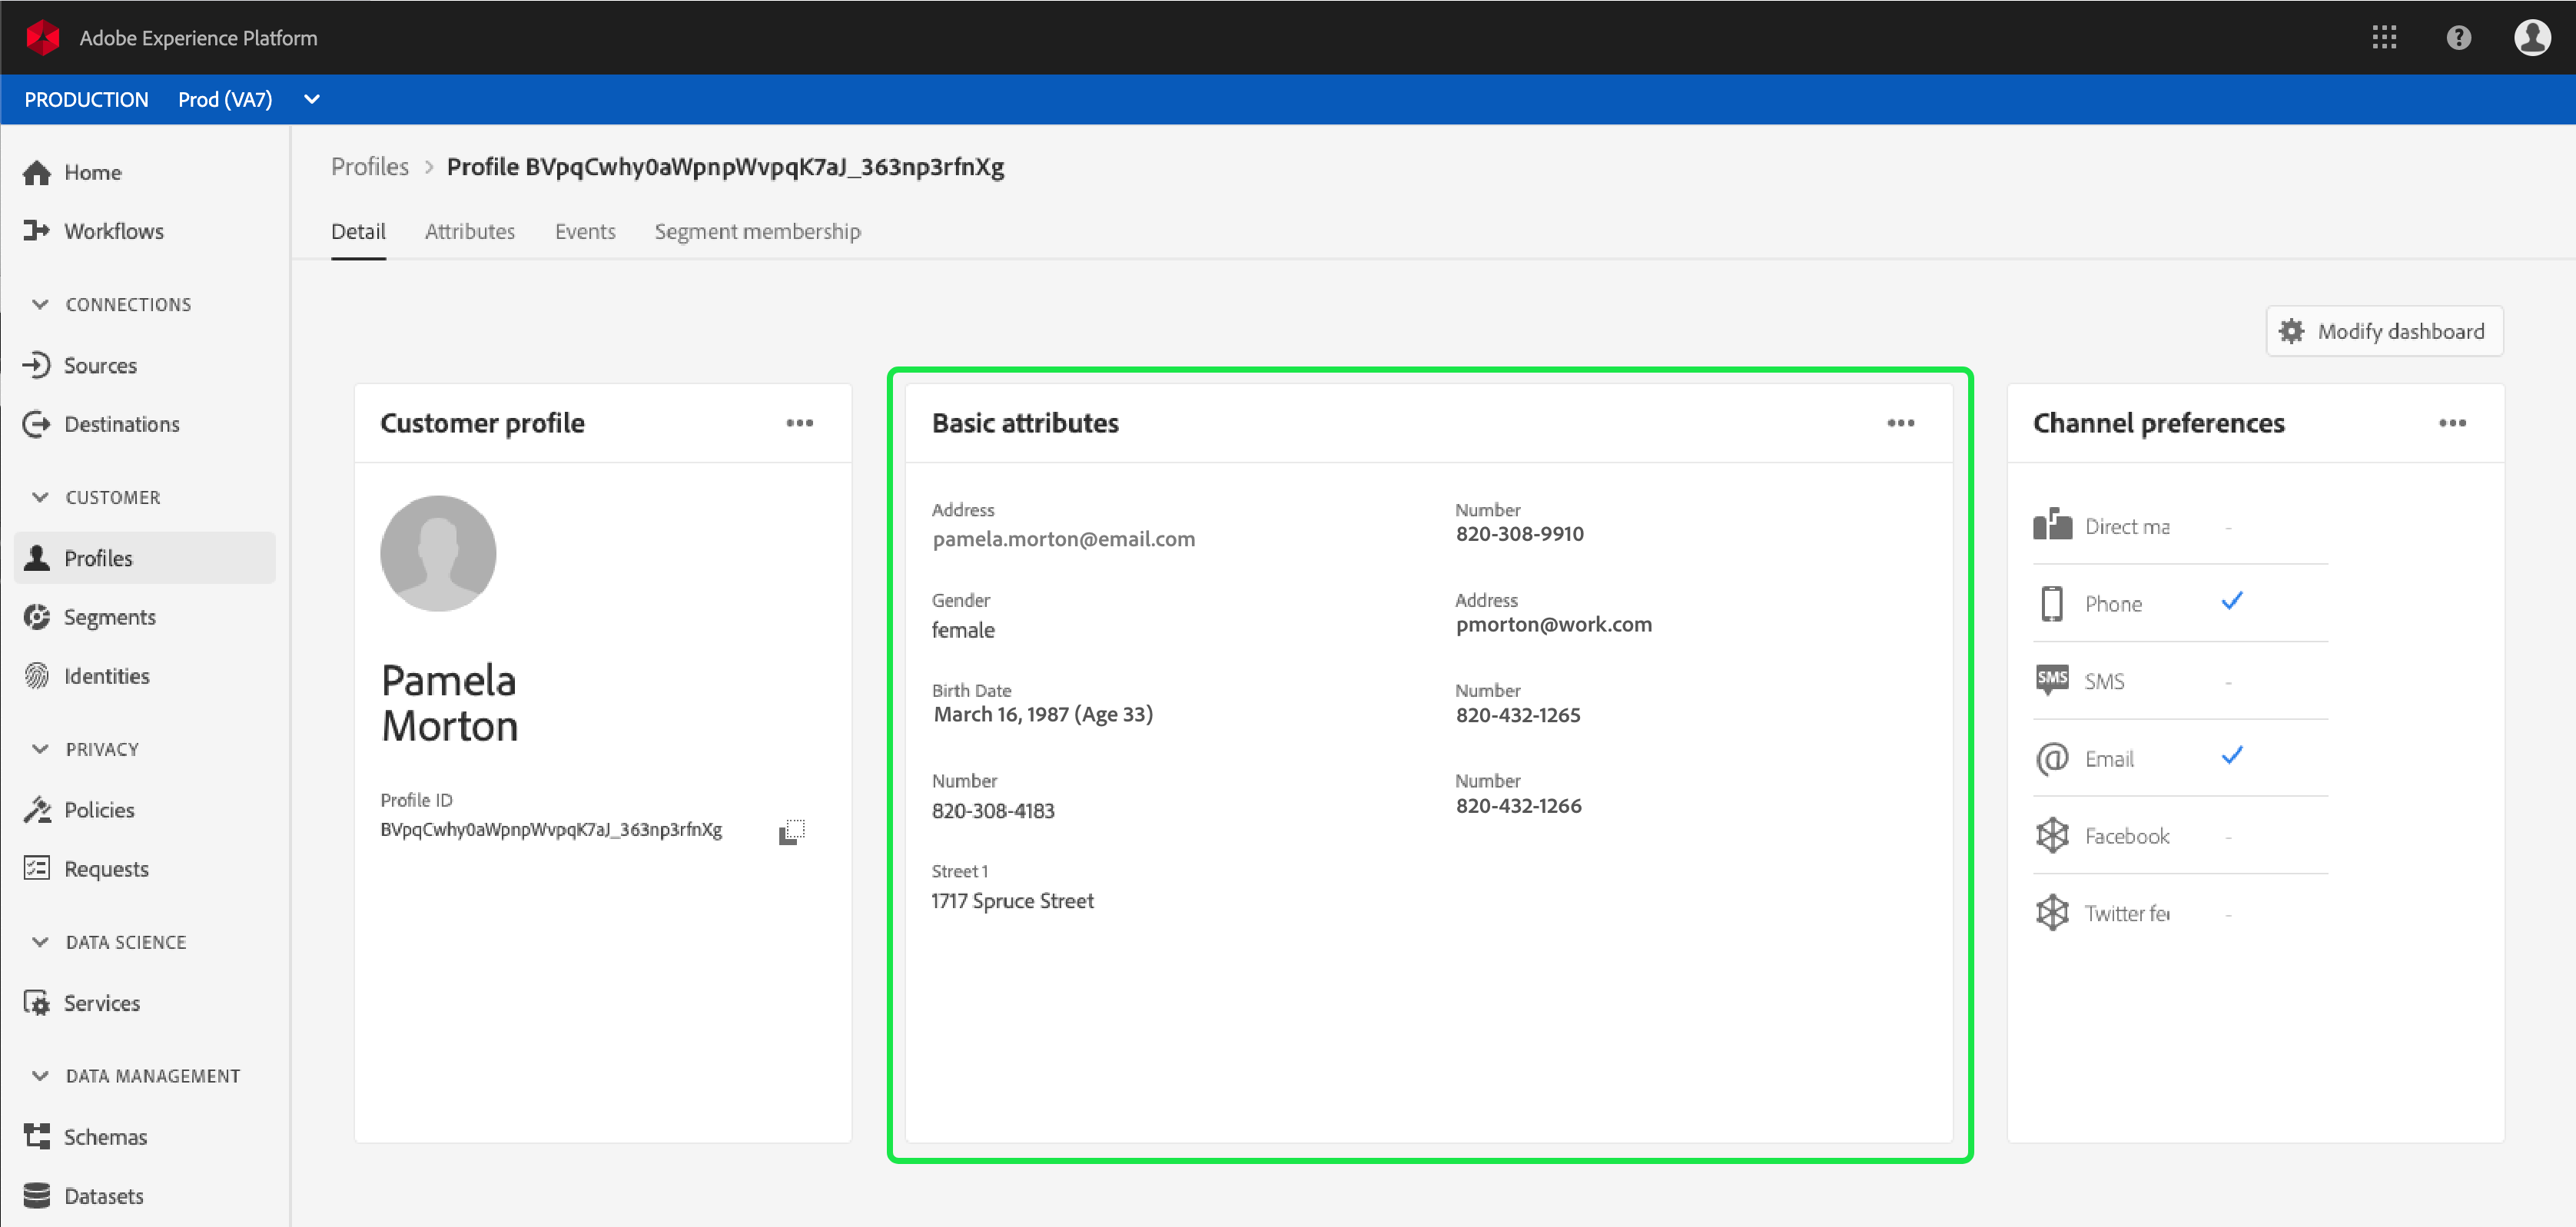 Adobe Experience Platform
PRODUCTION Prod (VA7)
Home
Workflows
CONNECTIONS
Sources
Destinations
CUSTOMER
Profiles
Segments
Identities
PRIVACY
Policies
Requests
DATA SCIENCE
Services
DATA MANAGEMENT
Schemas
Datasets
Profiles > Profile BVpqCwhy0aWpnpWvpqK7aJ_363np3rfnXg
Detail Attributes Events Segment membership
Modify dashboard
Customer profile
Pamela
Morton
Profile ID
BVpqCwhy0aWpnpWvpqK7aJ_363np3rfnXg
Basic attributes
Address
pamela.morton@email.com
Gender
female
Birth Date
March 16, 1987 (Age 33)
Number
820-308-4183
Street 1
1717 Spruce Street
Number
820-308-9910
Address
pmorton@work.com
Number
820-432-1265
Number
820-432-1266
Channel preferences
Direct ma -
Phone
SMS SMS -
Email
Facebook -
Twitter fe -